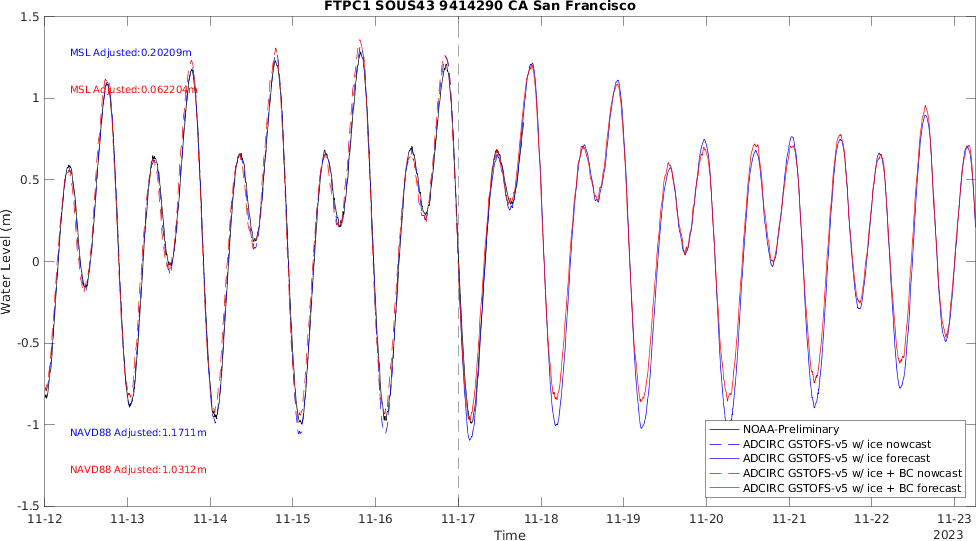 FTPC1 SOUS43 9414290 CA San Francisco
1.5
MSL Adjusted:0.20209m
MSL Adjusted:0.062204m
1
0.5
0
-0.5
-1
-1.5
Water Level (m)
NAVD88 Adjusted:1.1711m
NAVD88 Adjusted:1.0312m
NOAA-Preliminary
ADCIRC GSTOFS-v5 w/ ice nowcast
ADCIRC GSTOFS-v5 w/ ice forecast
ADCIRC GSTOFS-v5 w/ ice + BC nowcast
ADCIRC GSTOFS-v5 w/ ice + BC forecast
11-12 11-13 11-14 11-15 11-16 11-17 11-18 11-19 11-20 11-21 11-22 11-23
Time
2023